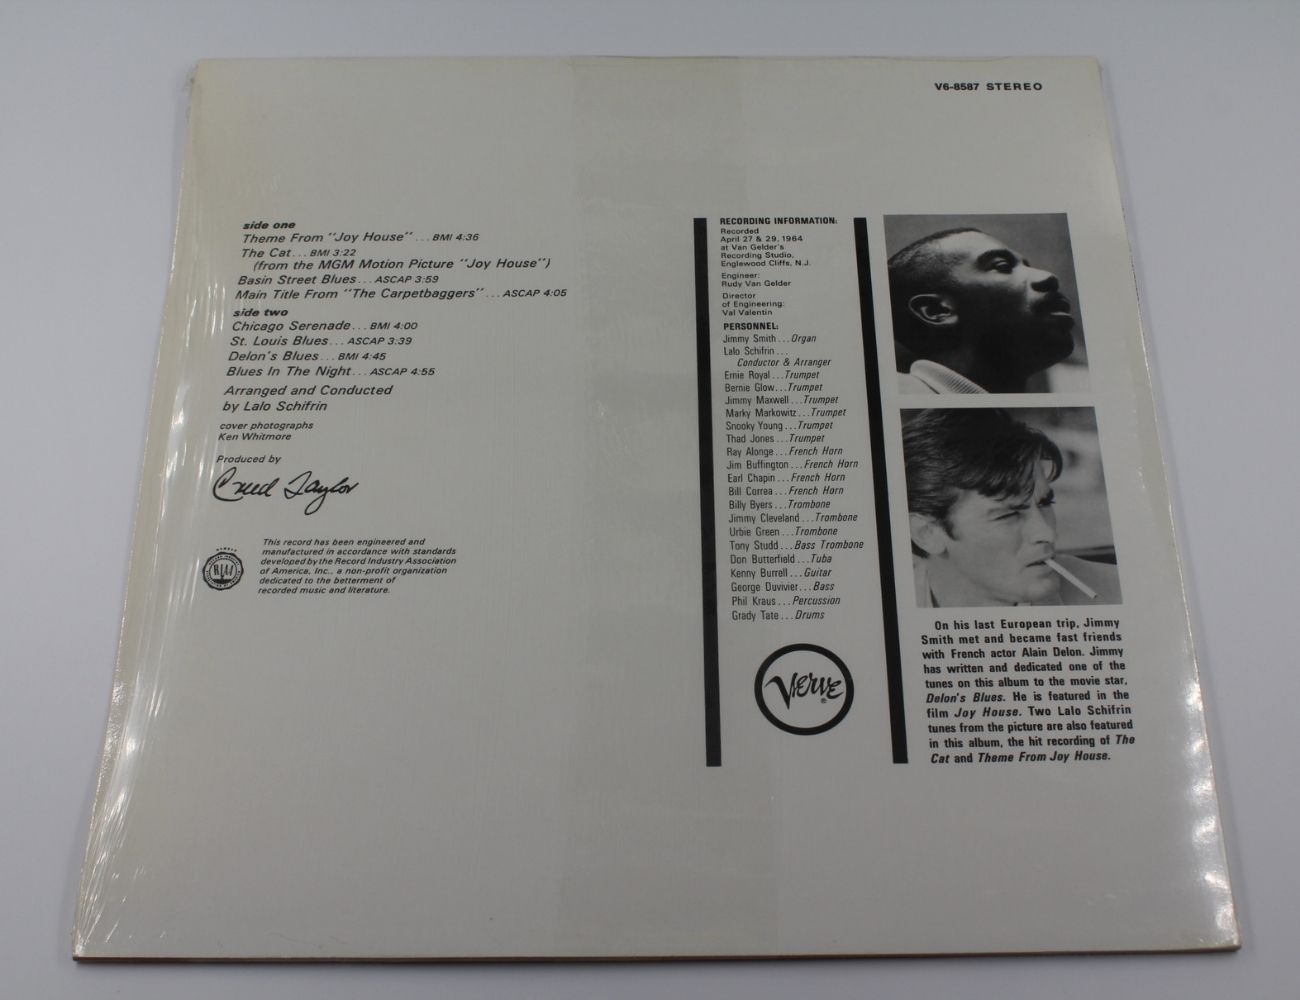 V6-8587 STEREO
side one
Theme From "Joy House"...BMI 4:36
The Cat...BMI 3:22
(from the MGM Motion Picture "Joy House")
Basin Street Blues...ASCAP 3:59
Main Title From "The Carpetbaggers"...ASCAP 4:05
side two
Chicago Serenade...BMI 4:00
St. Louis Blues...ASCAP 3:39
Delon's Blues...BMI 4:45
Blues In The Night...ASCAP 4:55
Arranged and Conducted
by Lalo Schifrin
cover photographs
Ken Whitmore
Produced by
Creed Taylor
RIAA
This record has been engineered and
manufactured in accordance with standards
developed by the Record Industry Association
of America, Inc., a non-profit organization
dedicated to the betterment of
recorded music and literature.
RECORDING INFORMATION:
Recorded
April 27 & 29, 1964
at Van Gelder's
Recording Studio,
Englewood Cliffs, N.J.
Engineer:
Rudy Van Gelder
Director
of Engineering:
Val Valentin
PERSONNEL:
Jimmy Smith...Organ
Lalo Schifrin...
Conductor & Arranger
Ernie Royal...Trumpet
Bernie Glow...Trumpet
Jimmy Maxwell...Trumpet
Marky Markowitz...Trumpet
Snooky Young...Trumpet
Thad Jones...Trumpet
Ray Alonge...French Horn
Jim Buffington...French Horn
Earl Chapin...French Horn
Bill Correa...French Horn
Billy Byers...Trombone
Jimmy Cleveland...Trombone
Urbie Green...Trombone
Tony Studd...Bass Trombone
Don Butterfield...Tuba
Kenny Burrell...Guitar
George Duvivier...Bass
Phil Kraus...Percussion
Grady Tate...Drums
Verve®
On his last European trip, Jimmy
Smith met and became fast friends
with French actor Alain Delon. Jimmy
has written and dedicated one of the
tunes on this album to the movie star,
Delon's Blues. He is featured in the
film Joy House. Two Lalo Schifrin
tunes from the picture are also featured
in this album, the hit recording of The
Cat and Theme From Joy House.